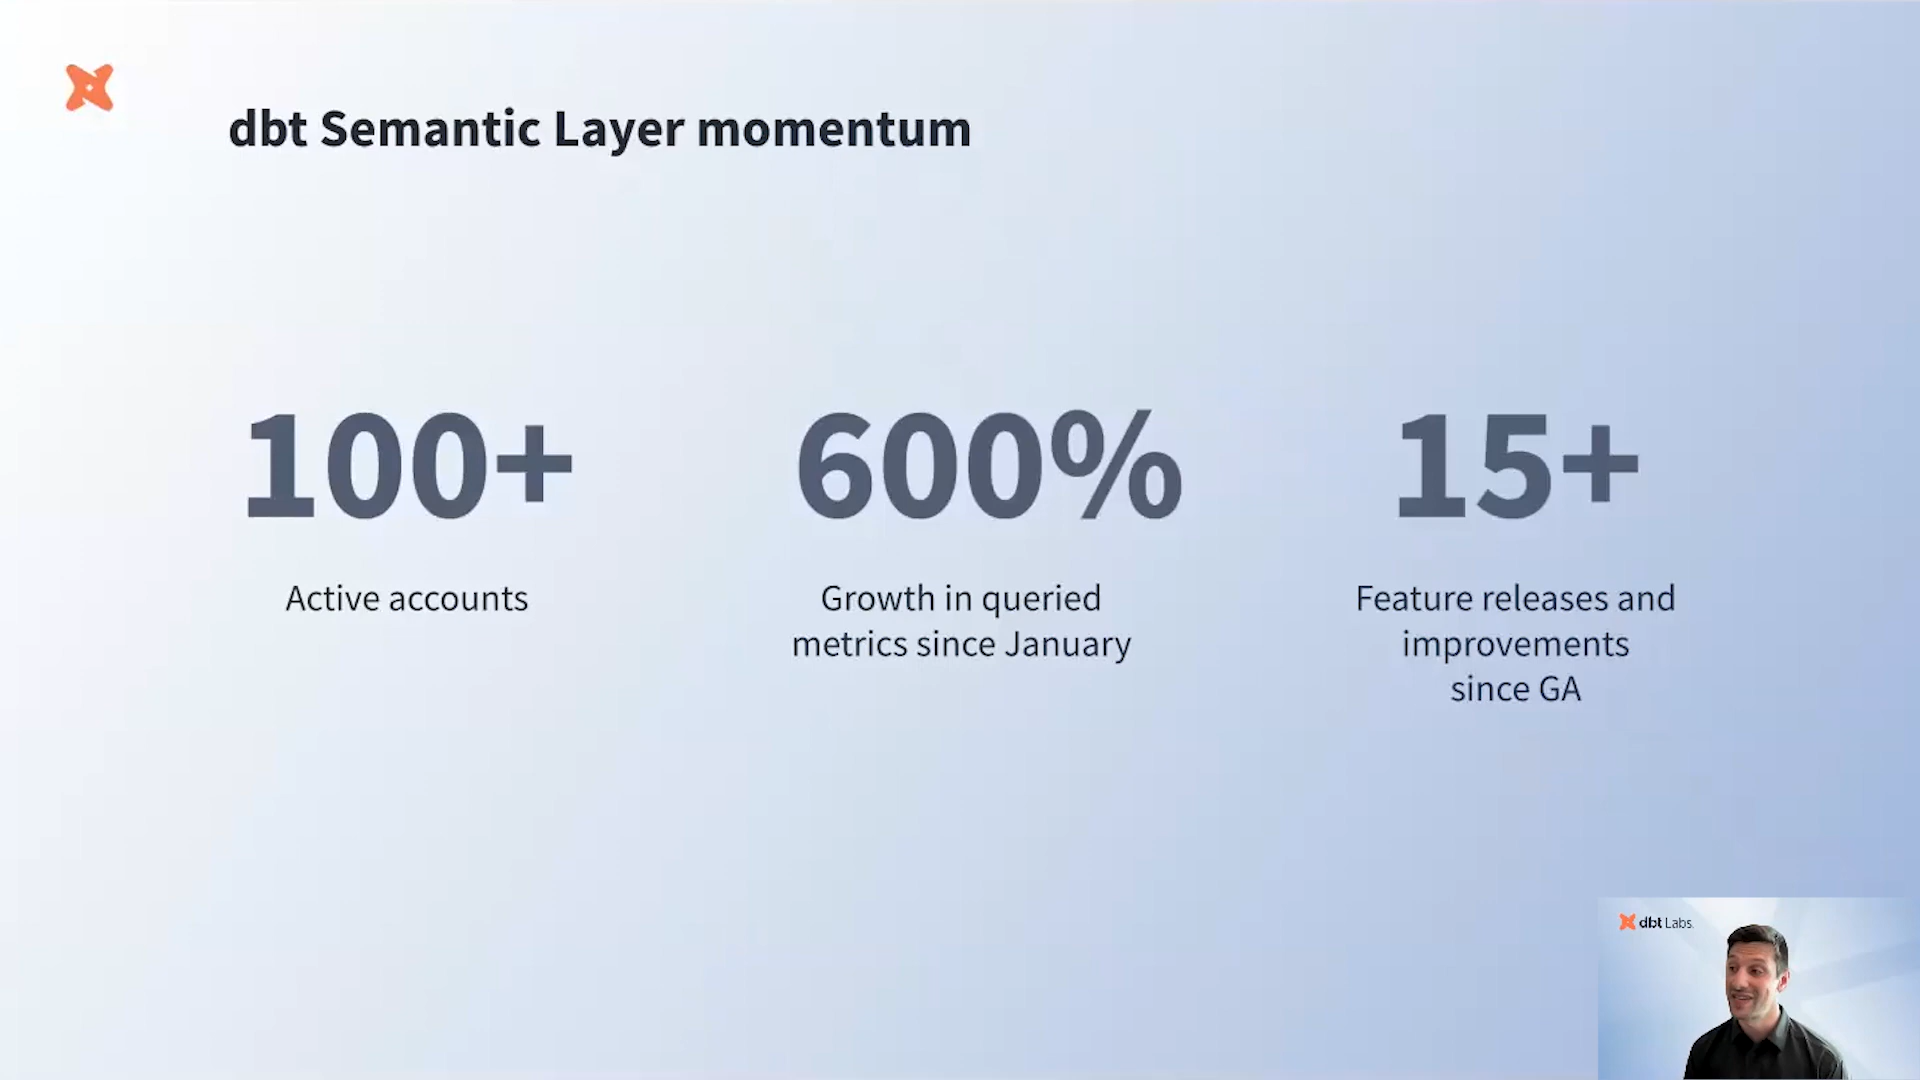 dbt Semantic Layer momentum
100+
Active accounts
600%
Growth in queried
metrics since January
15+
Feature releases and
improvements
since GA
dbt Labs.